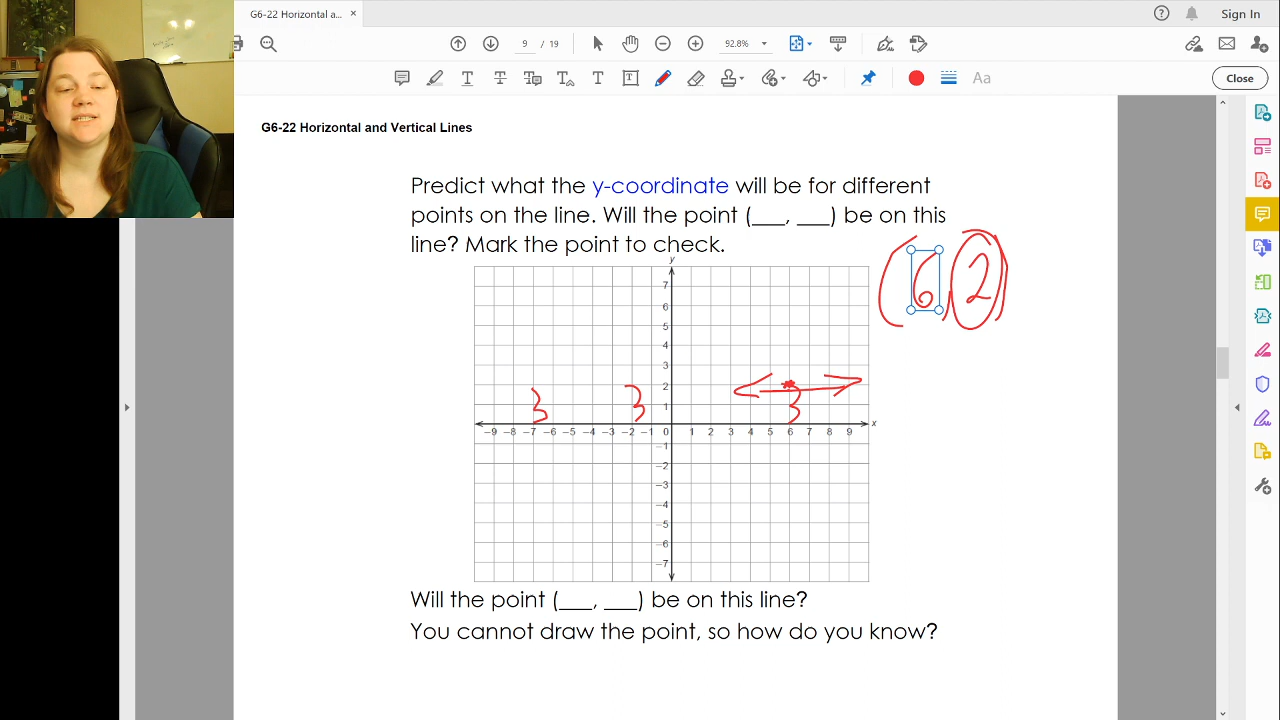 G6-22 Horizontal a... ×
Sign In
9 / 19
92.8%
Aa
Close
G6-22 Horizontal and Vertical Lines
Predict what the y-coordinate will be for different
points on the line. Will the point (___, ___) be on this
line? Mark the point to check.
(6, 2)
y
7
6
5
4
3
2
1
3 3 3
-9 -8 -7 -6 -5 -4 -3 -2 -1 0 1 2 3 4 5 6 7 8 9 x
-1
-2
-3
-4
-5
-6
-7
Will the point (___, ___) be on this line?
You cannot draw the point, so how do you know?